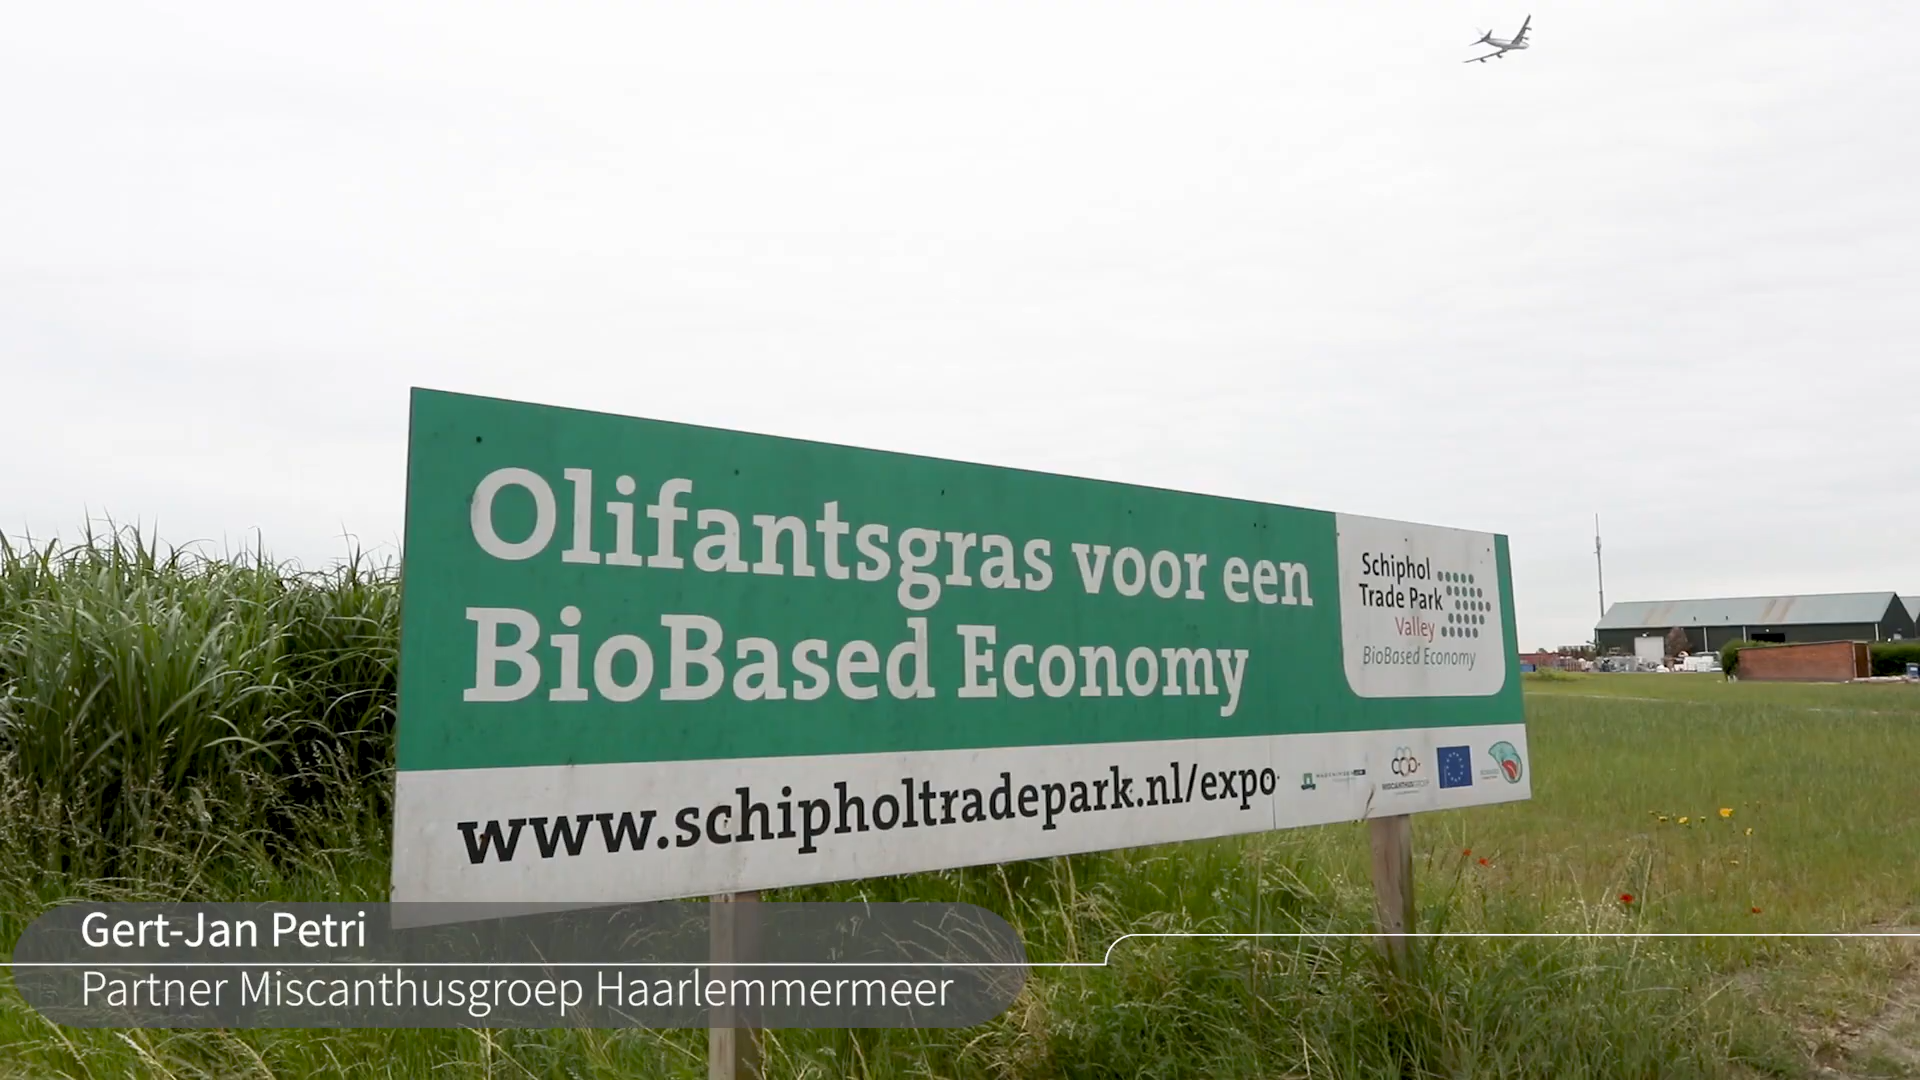 Olifantsgras voor een
BioBased Economy
Schiphol
Trade Park
Valley
BioBased Economy
www.schipholtradepark.nl/expo
Gert-Jan Petri
Partner Miscanthusgroep Haarlemmermeer